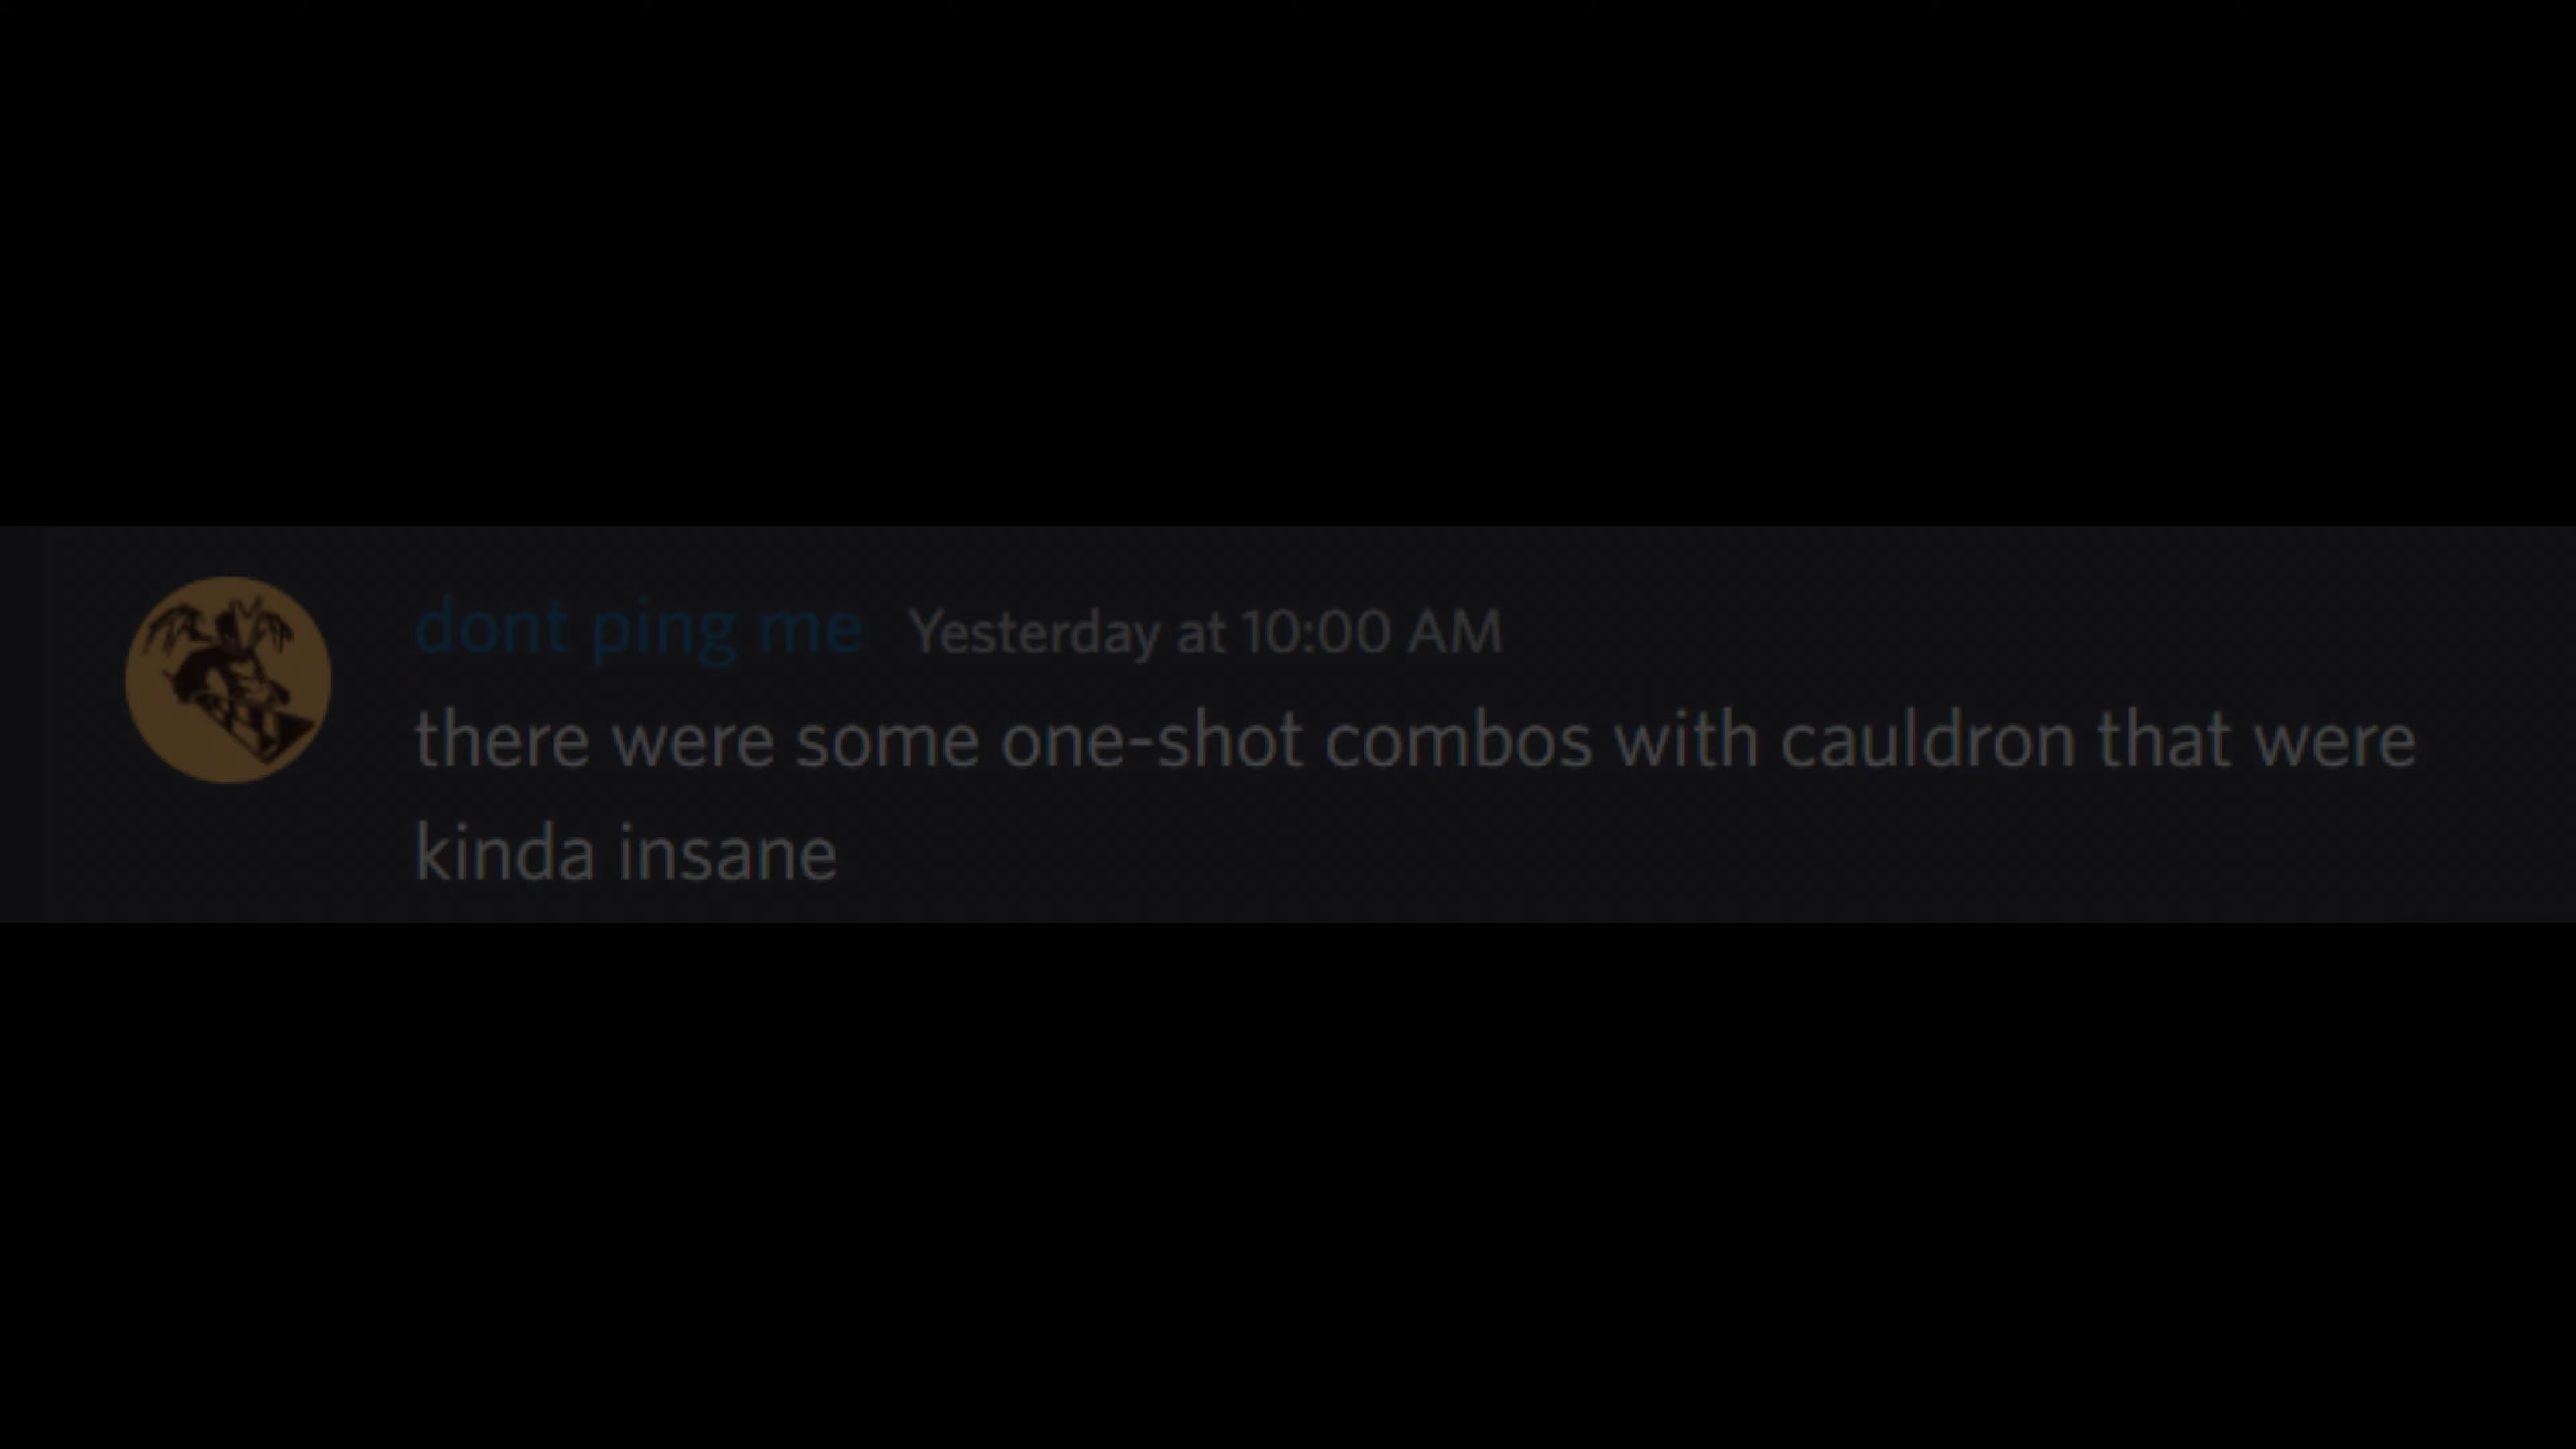 dont ping me Yesterday at 10:00 AM
there were some one-shot combos with cauldron that were
kinda insane